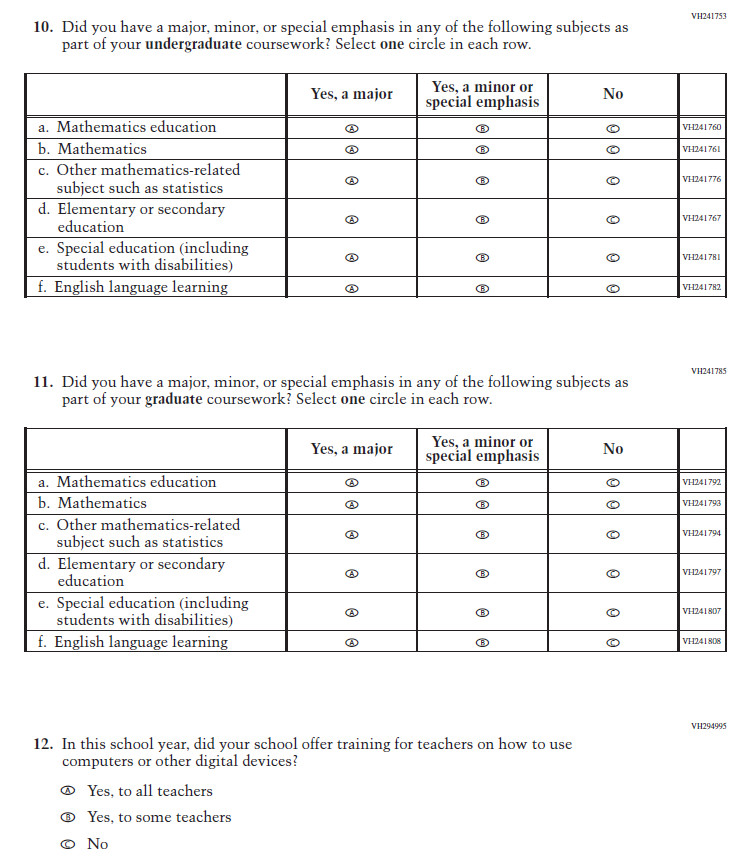 VH241753
10. Did you have a major, minor, or special emphasis in any of the following subjects as
part of your undergraduate coursework? Select one circle in each row.
Yes, a major
Yes, a minor or
special emphasis
No
a. Mathematics education
A B C VH241760
b. Mathematics
A B C VH241761
c. Other mathematics-related
subject such as statistics
A B C VH241776
d. Elementary or secondary
education
A B C VH241767
e. Special education (including
students with disabilities)
A B C VH241781
f. English language learning
A B C VH241782
VH241785
11. Did you have a major, minor, or special emphasis in any of the following subjects as
part of your graduate coursework? Select one circle in each row.
Yes, a major
Yes, a minor or
special emphasis
No
a. Mathematics education
A B C VH241792
b. Mathematics
A B C VH241793
c. Other mathematics-related
subject such as statistics
A B C VH241794
d. Elementary or secondary
education
A B C VH241797
e. Special education (including
students with disabilities)
A B C VH241807
f. English language learning
A B C VH241808
VH294995
12. In this school year, did your school offer training for teachers on how to use
computers or other digital devices?
A Yes, to all teachers
B Yes, to some teachers
C No